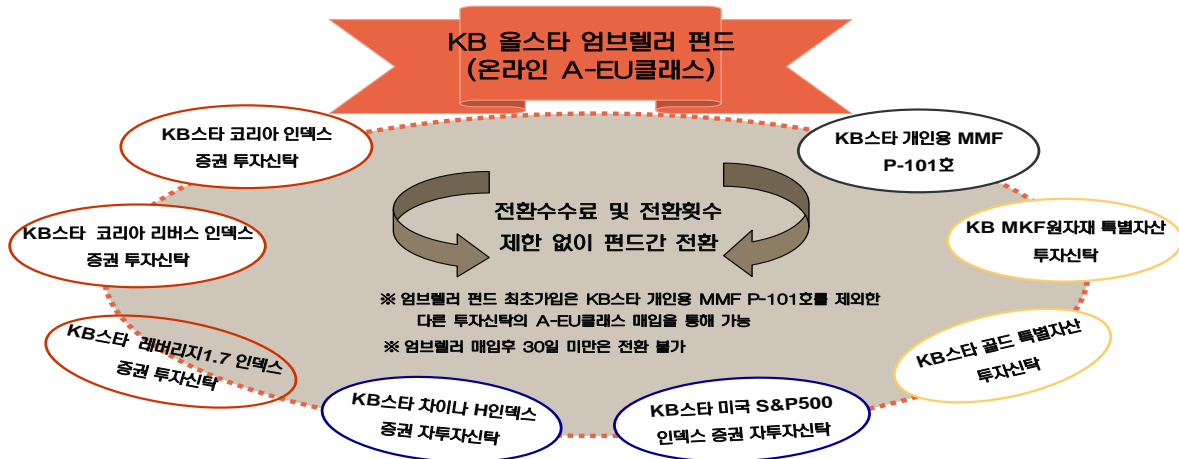 KB 올스타 엄브렐러 펀드
(온라인 A-EU클래스)
KB스타 코리아 인덱스
증권 투자신탁
KB스타 개인용 MMF
P-101호
KB스타 코리아 리버스 인덱스
증권 투자신탁
전환수수료 및 전환횟수
제한 없이 펀드간 전환
KB MKF원자재 특별자산
투자신탁
※ 엄브렐러 펀드 최초가입은 KB스타 개인용 MMF P-101호를 제외한
다른 투자신탁의 A-EU클래스 매입을 통해 가능
※ 엄브렐러 매입후 30일 미만은 전환 불가
KB스타 레버리지1.7 인덱스
증권 투자신탁
KB스타 골드 특별자산
투자신탁
KB스타 차이나 H인덱스
증권 자투자신탁
KB스타 미국 S&P500
인덱스 증권 자투자신탁